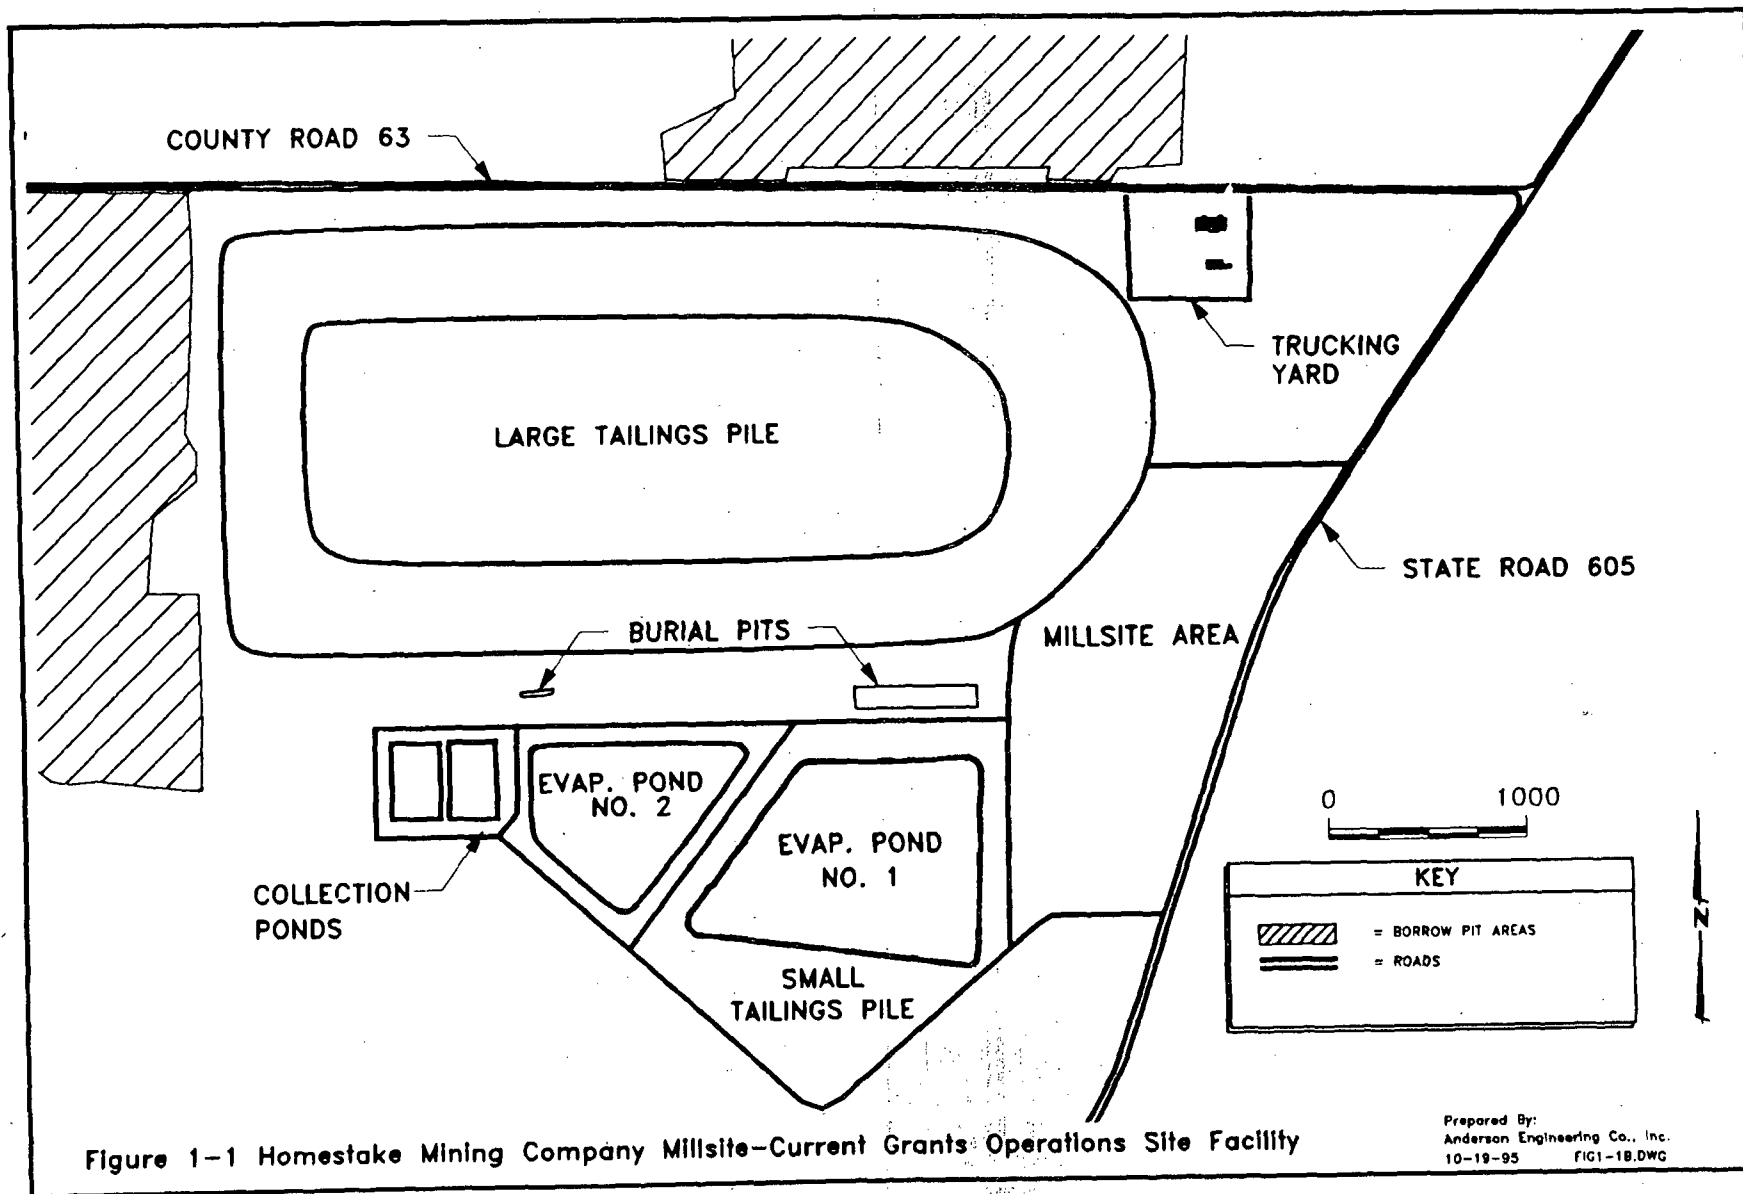 COUNTY ROAD 63
TRUCKING
YARD
LARGE TAILINGS PILE
STATE ROAD 605
BURIAL PITS
MILLSITE AREA
EVAP. POND
NO. 2
EVAP. POND
NO. 1
COLLECTION
PONDS
SMALL
TAILINGS PILE
0 1000
KEY
= BORROW PIT AREAS
= ROADS
N
Figure 1-1 Homestake Mining Company Millsite-Current Grants Operations Site Facility
Prepared By:
Anderson Engineering Co., Inc.
10-19-95 FIG1-1B.DWG